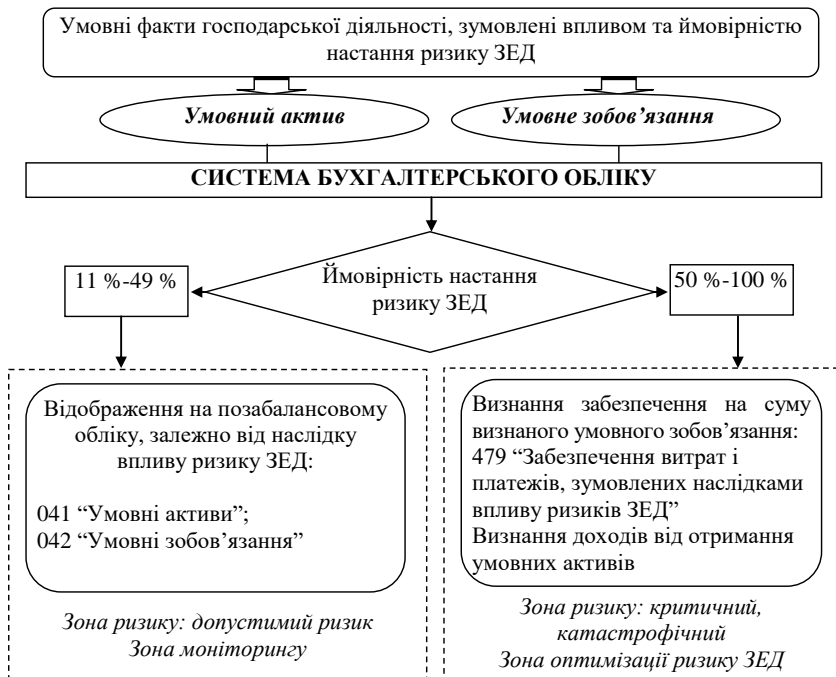 Умовні факти господарської діяльності, зумовлені впливом та ймовірністю
настання ризику ЗЕД
Умовний актив
Умовне зобов’язання
СИСТЕМА БУХГАЛТЕРСЬКОГО ОБЛІКУ
11 %-49 %
Ймовірність настання
ризику ЗЕД
50 %-100 %
Відображення на позабалансовому
обліку, залежно від наслідку
впливу ризику ЗЕД:
041 “Умовні активи”;
042 “Умовні зобов’язання”
Зона ризику: допустимий ризик
Зона моніторингу
Визнання забезпечення на суму
визнаного умовного зобов’язання:
479 “Забезпечення витрат і
платежів, зумовлених наслідками
впливу ризиків ЗЕД”
Визнання доходів від отримання
умовних активів
Зона ризику: критичний,
катастрофічний
Зона оптимізації ризику ЗЕД